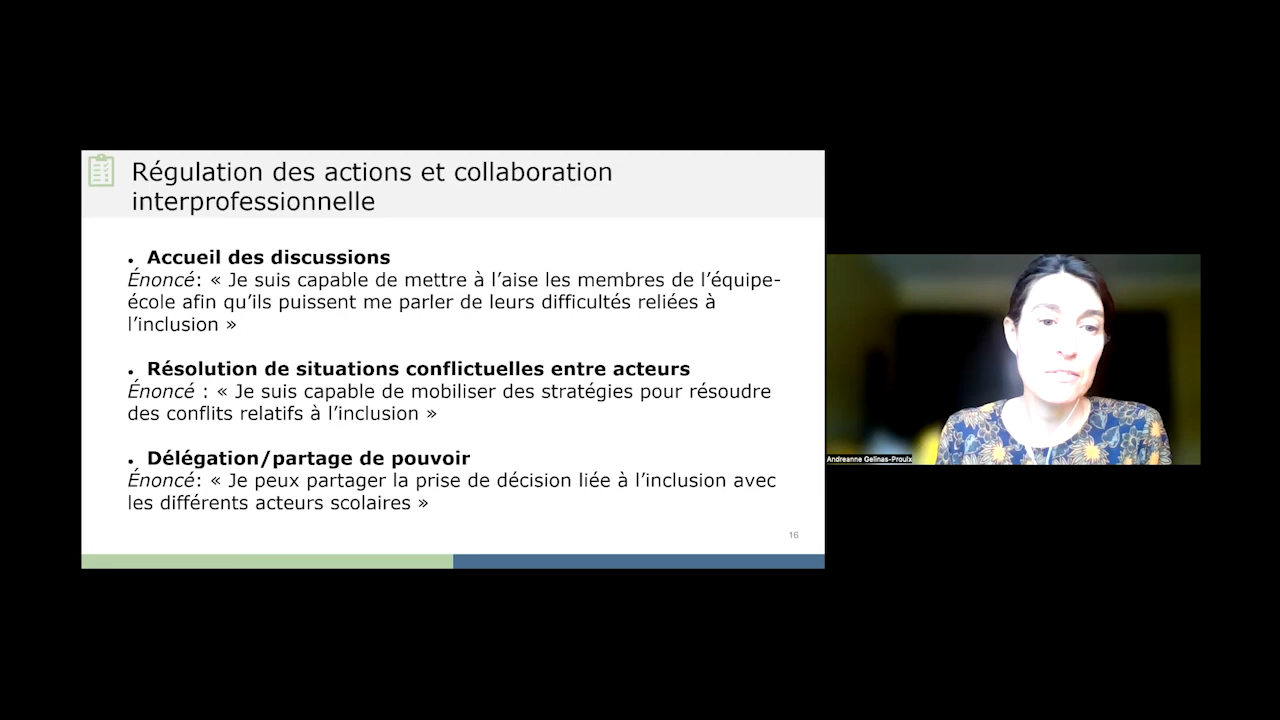 Régulation des actions et collaboration
interprofessionnelle
• Accueil des discussions
Énoncé: « Je suis capable de mettre à l’aise les membres de l’équipe-
école afin qu’ils puissent me parler de leurs difficultés reliées à
l’inclusion »
• Résolution de situations conflictuelles entre acteurs
Énoncé : « Je suis capable de mobiliser des stratégies pour résoudre
des conflits relatifs à l’inclusion »
• Délégation/partage de pouvoir
Énoncé: « Je peux partager la prise de décision liée à l’inclusion avec
les différents acteurs scolaires »
16
Andreanne Gelinas-Proulx